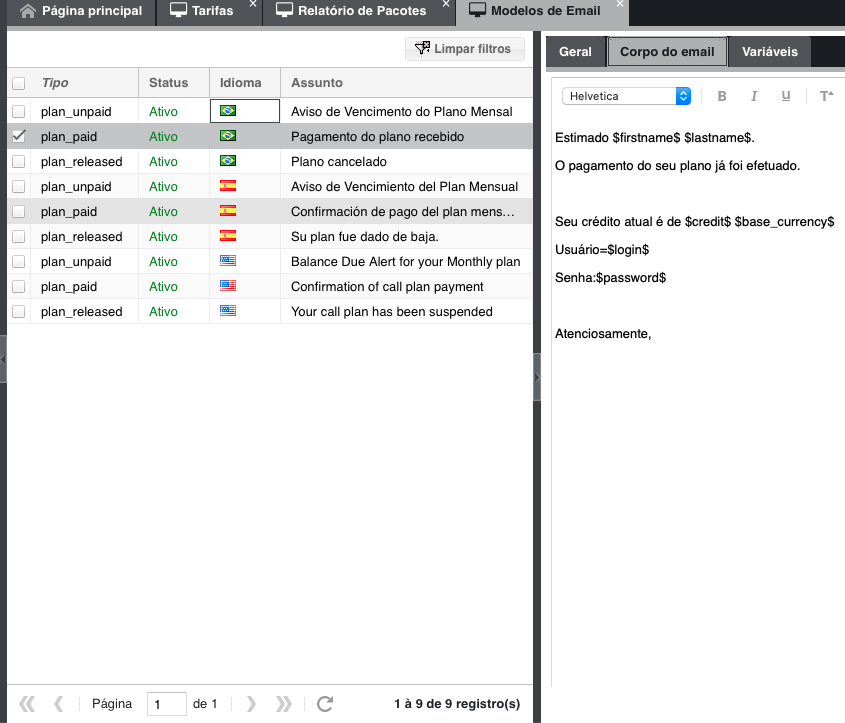 Página principal Tarifas × Relatório de Pacotes × Modelos de Email ×
Limpar filtros
Tipo Status Idioma Assunto
plan_unpaid Ativo Aviso de Vencimento do Plano Mensal
plan_paid Ativo Pagamento do plano recebido
plan_released Ativo Plano cancelado
plan_unpaid Ativo Aviso de Vencimiento del Plan Mensual
plan_paid Ativo Confirmación de pago del plan mens...
plan_released Ativo Su plan fue dado de baja.
plan_unpaid Ativo Balance Due Alert for your Monthly plan
plan_paid Ativo Confirmation of call plan payment
plan_released Ativo Your call plan has been suspended
Página 1 de 1 1 à 9 de 9 registro(s)
Geral Corpo do email Variáveis
Helvetica B I U T
Estimado $firstname$ $lastname$.
O pagamento do seu plano já foi efetuado.
Seu crédito atual é de $credit$ $base_currency$
Usuário=$login$
Senha:$password$
Atenciosamente,